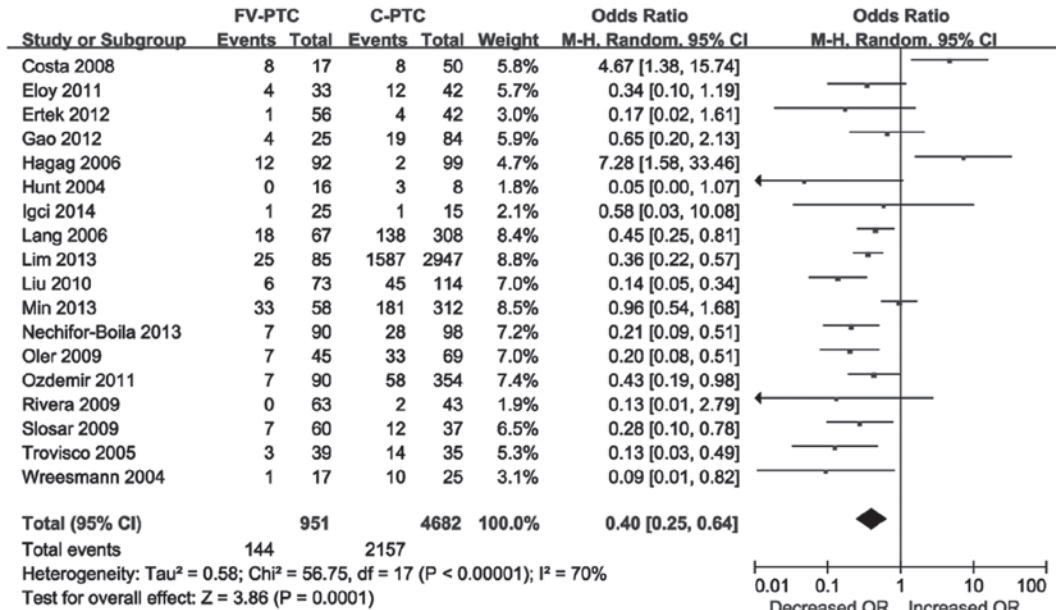 FV-PTC C-PTC Odds Ratio Odds Ratio
Study or Subgroup Events Total Events Total Weight M-H, Random, 95% CI M-H, Random, 95% CI
Costa 2008 8 17 8 50 5.8% 4.67 [1.38, 15.74]
Eloy 2011 4 33 12 42 5.7% 0.34 [0.10, 1.19]
Ertek 2012 1 56 4 42 3.0% 0.17 [0.02, 1.61]
Gao 2012 4 25 19 84 5.9% 0.65 [0.20, 2.13]
Hagag 2006 12 92 2 99 4.7% 7.28 [1.58, 33.46]
Hunt 2004 0 16 3 8 1.8% 0.05 [0.00, 1.07]
Igci 2014 1 25 1 15 2.1% 0.58 [0.03, 10.08]
Lang 2006 18 67 138 308 8.4% 0.45 [0.25, 0.81]
Lim 2013 25 85 1587 2947 8.8% 0.36 [0.22, 0.57]
Liu 2010 6 73 45 114 7.0% 0.14 [0.05, 0.34]
Min 2013 33 58 181 312 8.5% 0.96 [0.54, 1.68]
Nechifor-Boila 2013 7 90 28 98 7.2% 0.21 [0.09, 0.51]
Oler 2009 7 45 33 69 7.0% 0.20 [0.08, 0.51]
Ozdemir 2011 7 90 58 354 7.4% 0.43 [0.19, 0.98]
Rivera 2009 0 63 2 43 1.9% 0.13 [0.01, 2.79]
Slosar 2009 7 60 12 37 6.5% 0.28 [0.10, 0.78]
Trovisco 2005 3 39 14 35 5.3% 0.13 [0.03, 0.49]
Wreesmann 2004 1 17 10 25 3.1% 0.09 [0.01, 0.82]
Total (95% CI) 951 4682 100.0% 0.40 [0.25, 0.64]
Total events 144 2157
Heterogeneity: Tau² = 0.58; Chi² = 56.75, df = 17 (P < 0.00001); I² = 70%
Test for overall effect: Z = 3.86 (P = 0.0001)
0.01 0.1 1 10 100
Decreased OR Increased OR